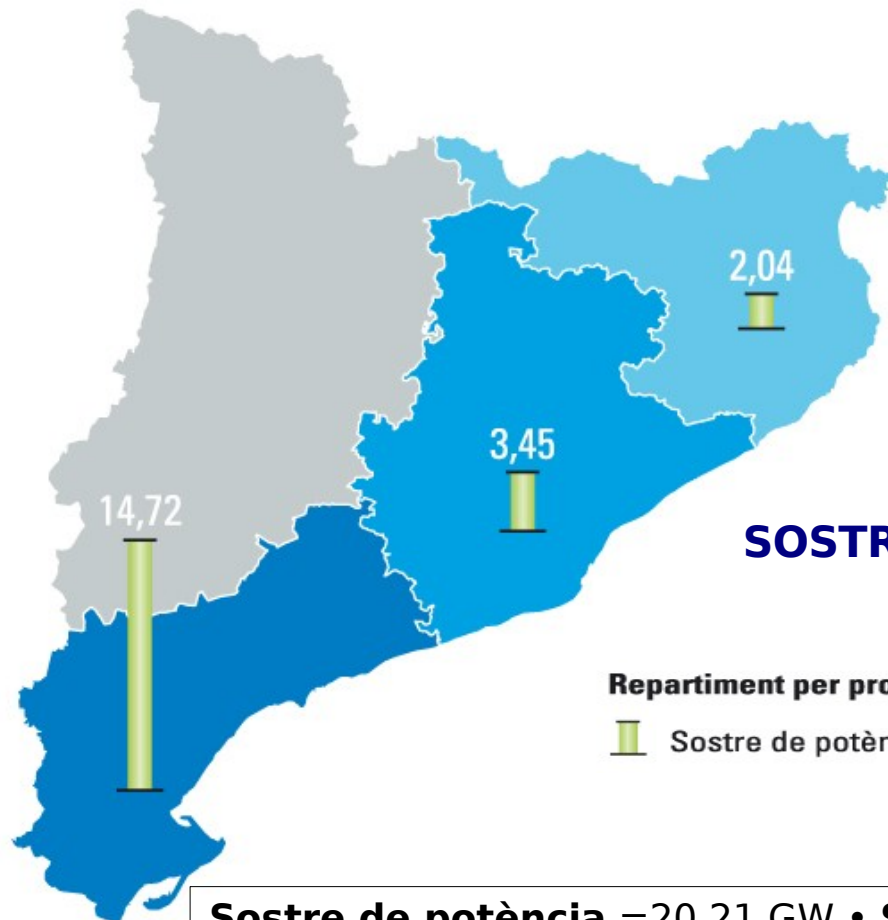 2,04
3,45
14,72
SOSTR
Repartiment per pro
Sostre de potèn
Sostre de potència =20,21 GW • S